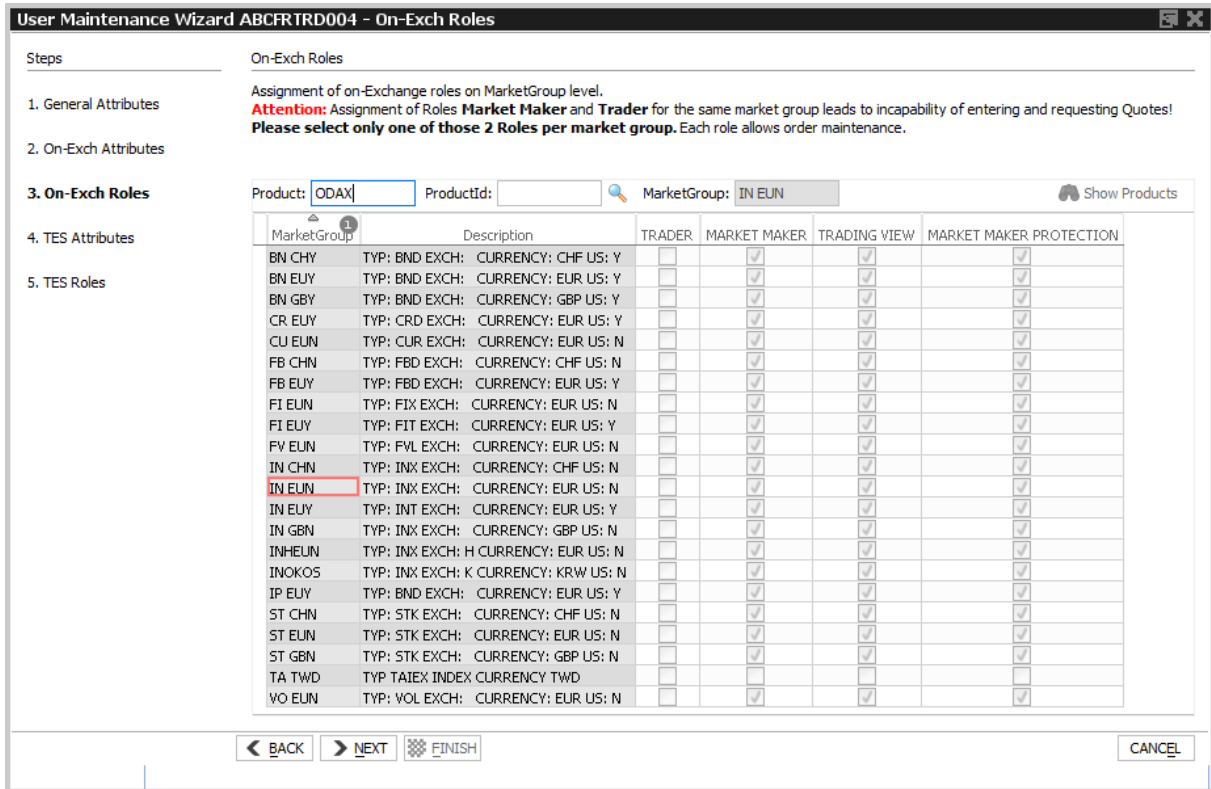 User Maintenance Wizard ABCFRTRD004 - On-Exch Roles
Steps
1. General Attributes
2. On-Exch Attributes
3. On-Exch Roles
4. TES Attributes
5. TES Roles
On-Exch Roles
Assignment of on-Exchange roles on MarketGroup level.
Attention: Assignment of Roles Market Maker and Trader for the same market group leads to incapability of entering and requesting Quotes!
Please select only one of those 2 Roles per market group. Each role allows order maintenance.
Product: ODAX ProductId: MarketGroup: IN EUN Show Products
MarketGroup 1 Description TRADER MARKET MAKER TRADING VIEW MARKET MAKER PROTECTION
BN CHY TYP: BND EXCH: CURRENCY: CHF US: Y
BN EUY TYP: BND EXCH: CURRENCY: EUR US: Y
BN GBY TYP: BND EXCH: CURRENCY: GBP US: Y
CR EUY TYP: CRD EXCH: CURRENCY: EUR US: Y
CU EUN TYP: CUR EXCH: CURRENCY: EUR US: N
FB CHN TYP: FBD EXCH: CURRENCY: CHF US: N
FB EUY TYP: FBD EXCH: CURRENCY: EUR US: Y
FI EUN TYP: FIX EXCH: CURRENCY: EUR US: N
FI EUY TYP: FIT EXCH: CURRENCY: EUR US: Y
FV EUN TYP: FVL EXCH: CURRENCY: EUR US: N
IN CHN TYP: INX EXCH: CURRENCY: CHF US: N
IN EUN TYP: INX EXCH: CURRENCY: EUR US: N
IN EUY TYP: INT EXCH: CURRENCY: EUR US: Y
IN GBN TYP: INX EXCH: CURRENCY: GBP US: N
INHEUN TYP: INX EXCH: H CURRENCY: EUR US: N
INOKOS TYP: INX EXCH: K CURRENCY: KRW US: N
IP EUY TYP: BND EXCH: CURRENCY: EUR US: Y
ST CHN TYP: STK EXCH: CURRENCY: CHF US: N
ST EUN TYP: STK EXCH: CURRENCY: EUR US: N
ST GBN TYP: STK EXCH: CURRENCY: GBP US: N
TA TWD TYP TAIEX INDEX CURRENCY TWD
VO EUN TYP: VOL EXCH: CURRENCY: EUR US: N
BACK NEXT FINISH CANCEL